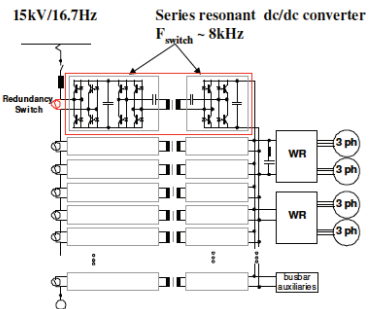 15kV/16.7Hz
Series resonant dc/dc converter
F switch ~ 8kHz
Redundancy
Switch
WR
3 ph
3 ph
WR
3 ph
3 ph
busbar
auxiliaries